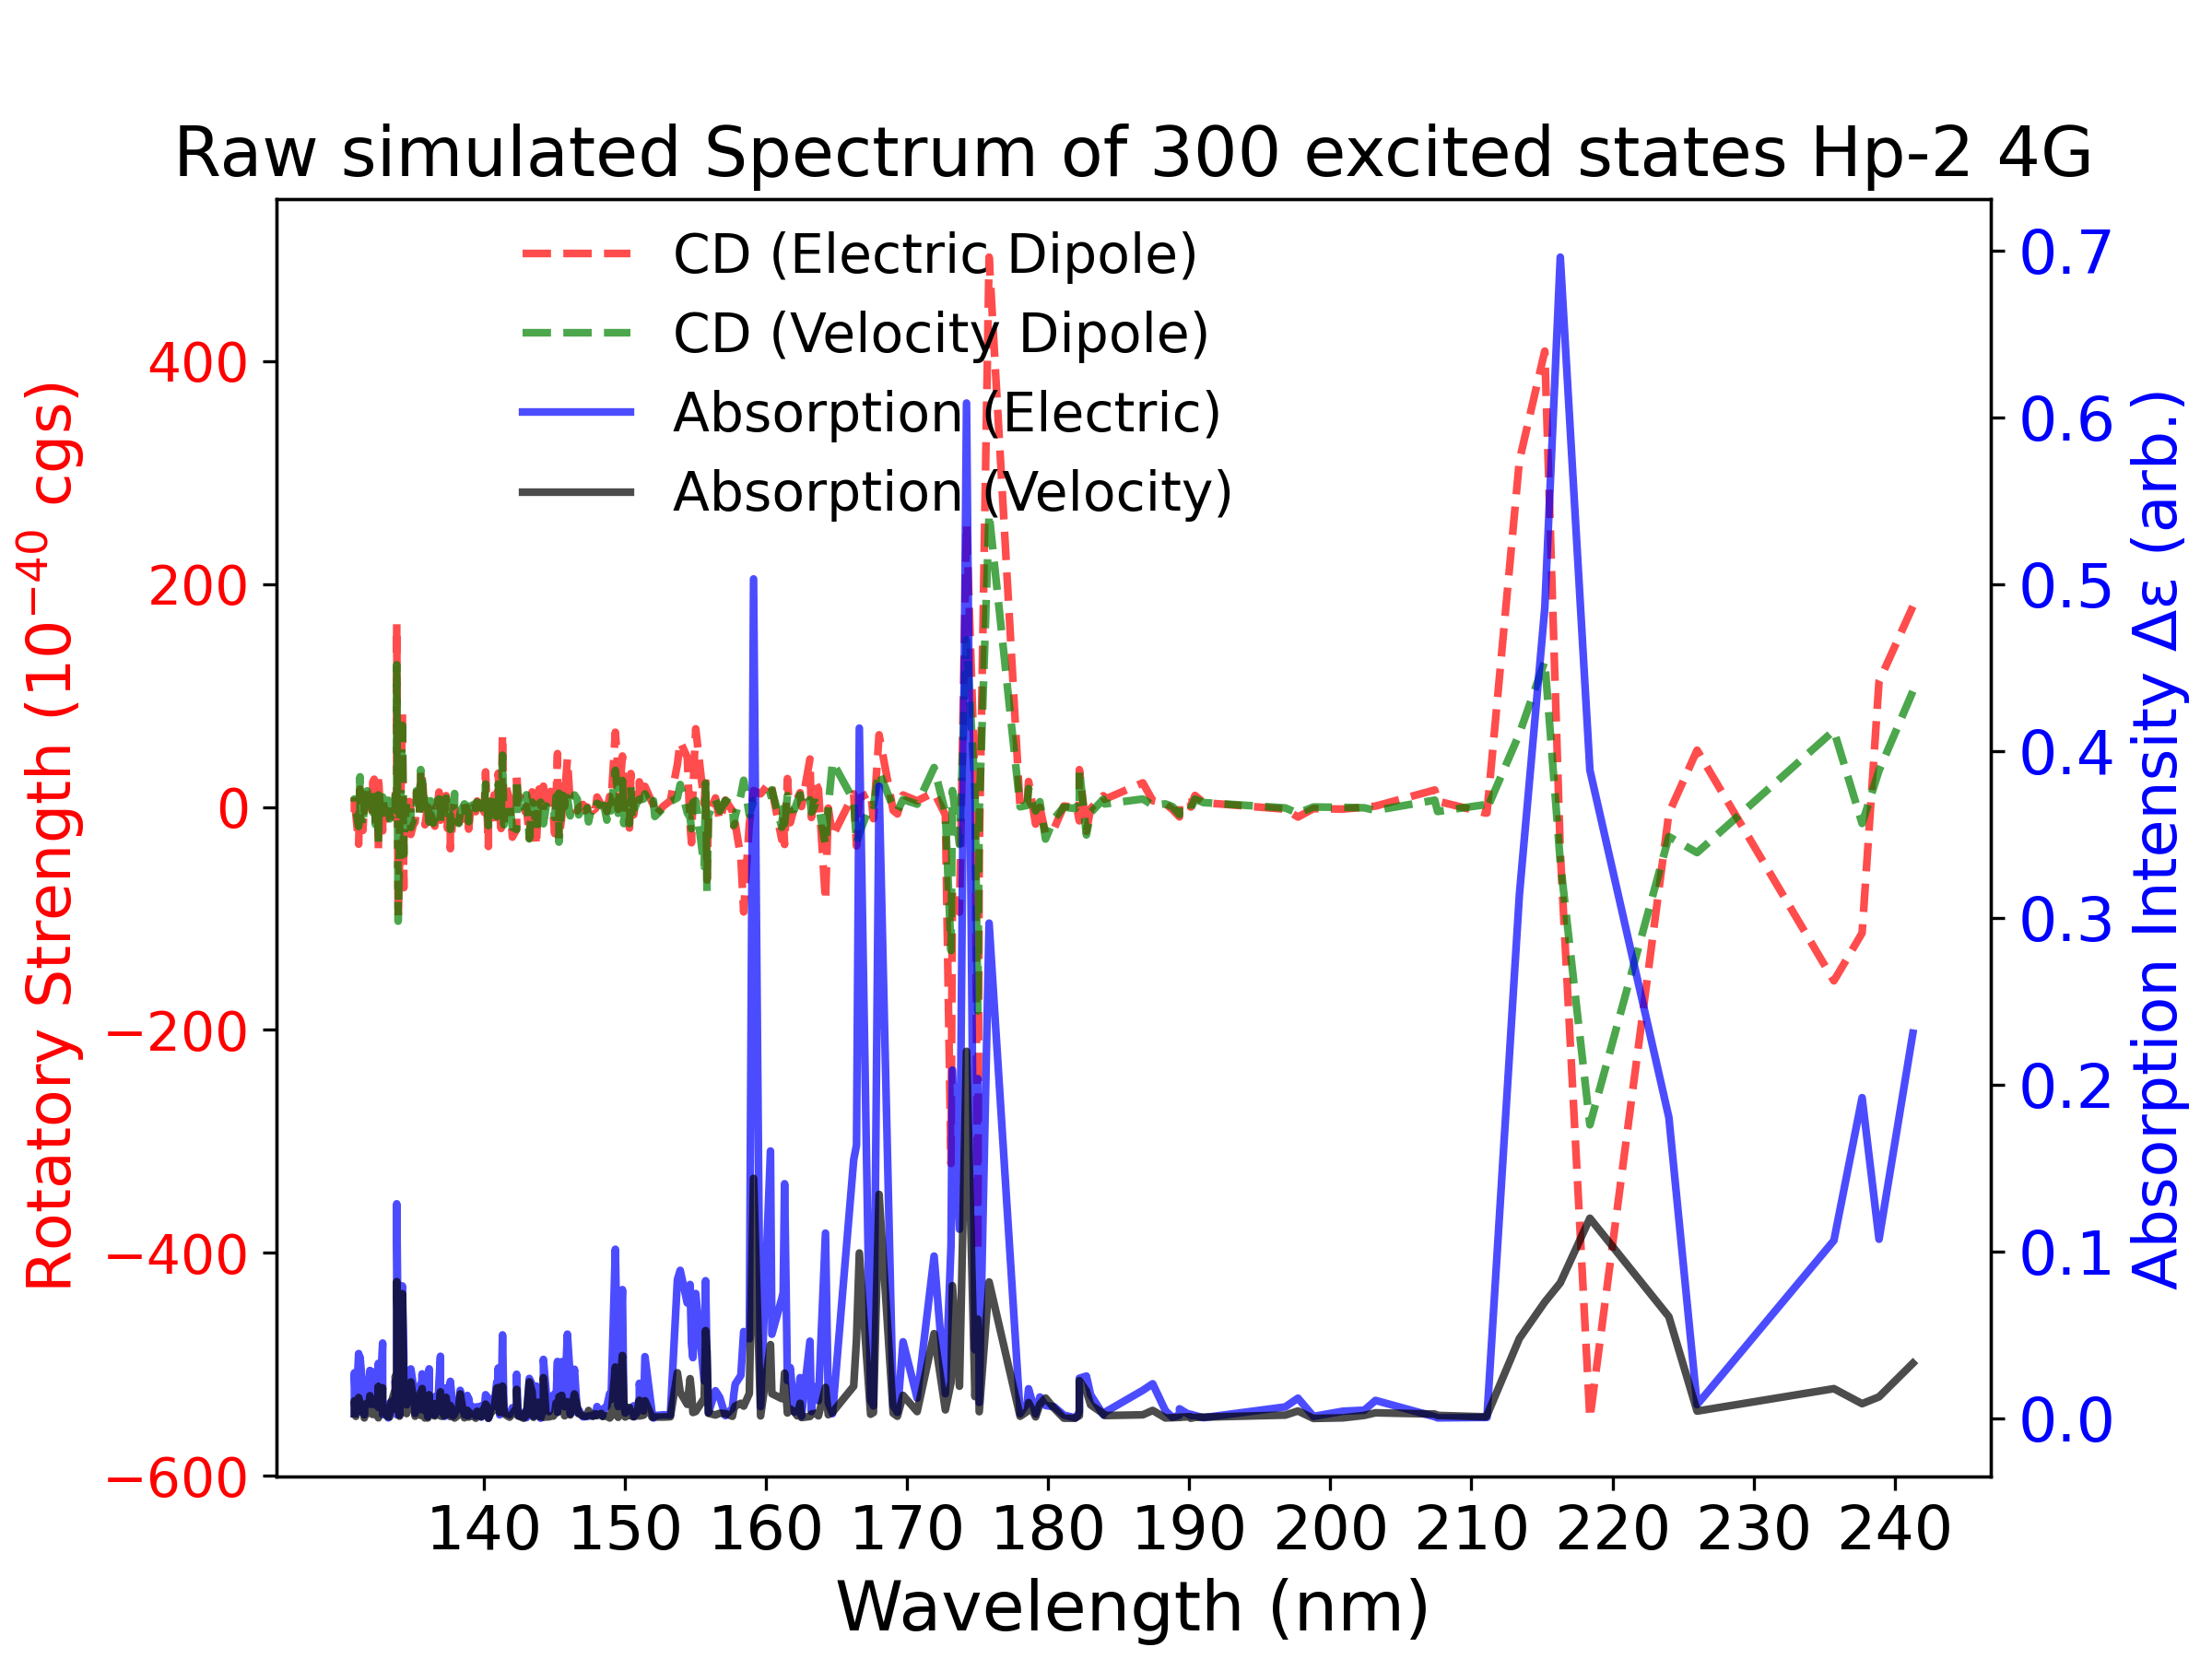 Raw simulated Spectrum of 300 excited states Hp-2 4G
CD (Electric Dipole)
CD (Velocity Dipole)
Absorption (Electric)
Absorption (Velocity)
Rotatory Strength (10⁻⁴⁰ cgs)
400
200
0
−200
−400
−600
0.7
0.6
0.5
0.4
0.3
0.2
0.1
0.0
Absorption Intensity Δε (arb.)
140 150 160 170 180 190 200 210 220 230 240
Wavelength (nm)